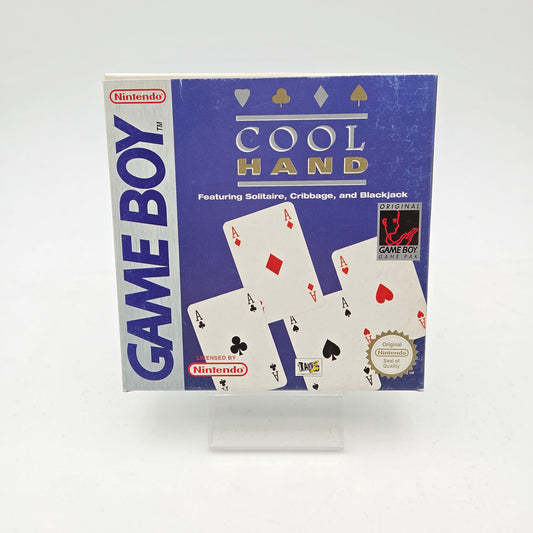 Nintendo
GAME BOY TM
COOL
HAND
Featuring Solitaire, Cribbage, and Blackjack
ORIGINAL
GAME BOY
GAME PAK
A
A
A
A
A
A
A
A
LICENSED BY
Nintendo
Original
Nintendo
Seal of
Quality